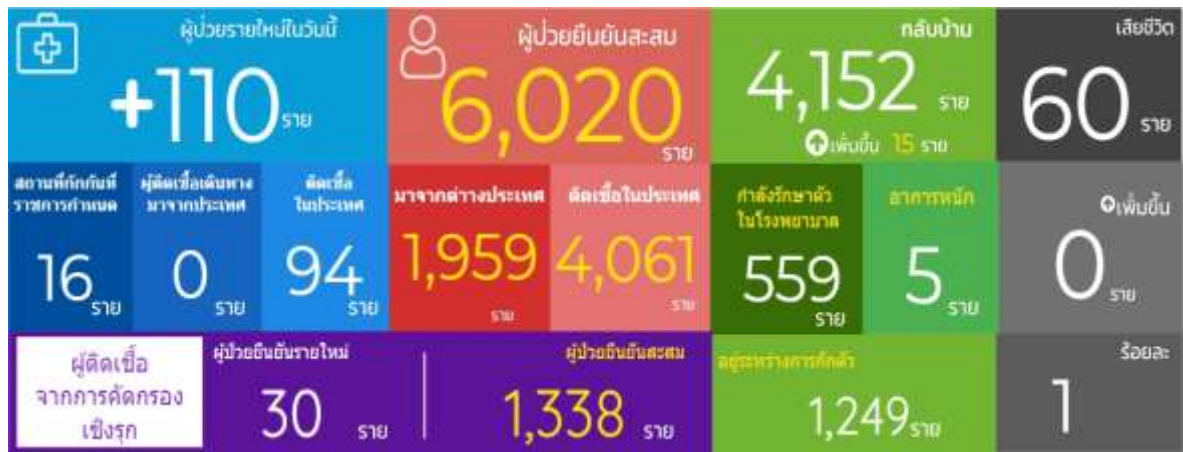 ผู้ป่วยรายใหม่ในวันนี้
+110 ราย
ผู้ป่วยยืนยันสะสม
6,020
ราย
กลับบ้าน
4,152 ราย
เพิ่มขึ้น 15 ราย
เสียชีวิต
60 ราย
สถานที่กักกันที่
ราชการกำหนด
16 ราย
ผู้ติดเชื้อเดินทาง
มาจากประเทศ
0 ราย
ติดเชื้อ
ในประเทศ
94 ราย
มาจากต่างประเทศ
1,959
ราย
ติดเชื้อในประเทศ
4,061
ราย
กำลังรักษาตัว
ในโรงพยาบาล
559
ราย
อาการหนัก
5 ราย
เพิ่มขึ้น
0 ราย
ผู้ติดเชื้อ
จากการคัดกรอง
เชิงรุก
ผู้ป่วยยืนยันรายใหม่
30 ราย
ผู้ป่วยยืนยันสะสม
1,338 ราย
อยู่ระหว่างการกักตัว
1,249 ราย
ร้อยละ
1